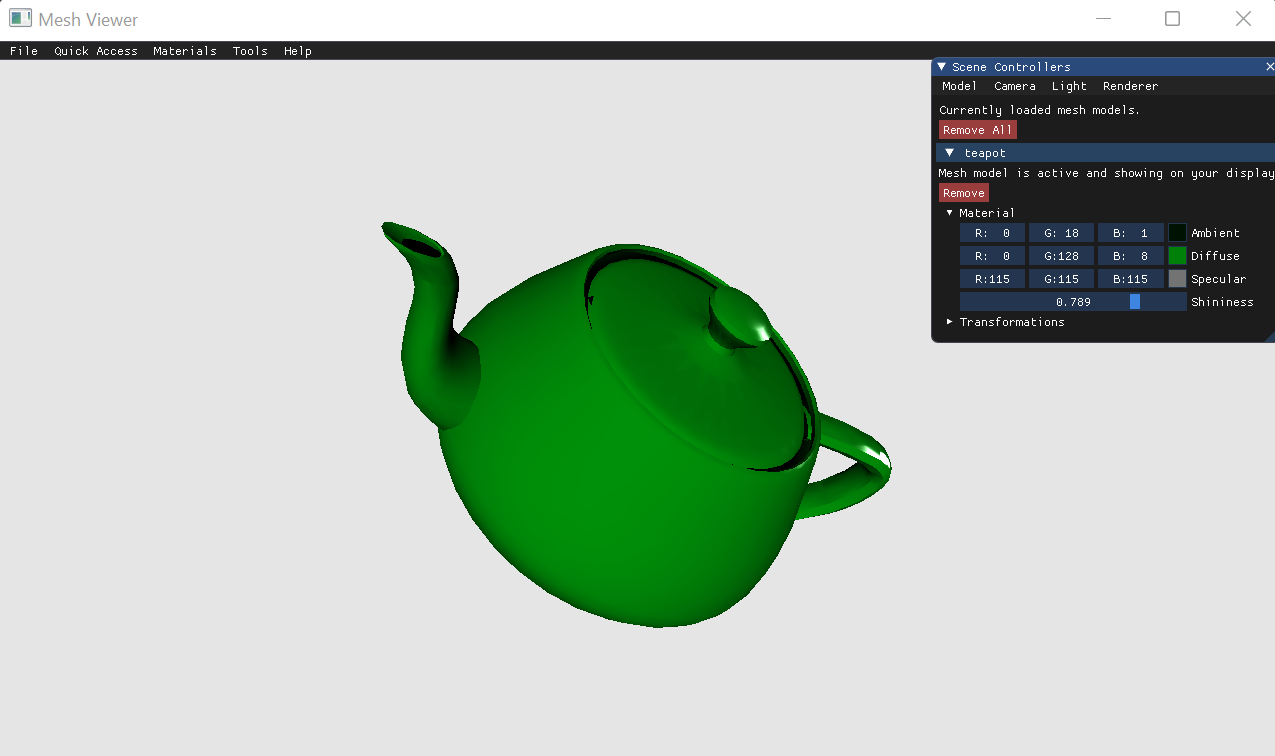 Mesh Viewer
File Quick Access Materials Tools Help
Scene Controllers
Model Camera Light Renderer
Currently loaded mesh models.
Remove All
teapot
Mesh model is active and showing on your display
Remove
Material
R: 0 G: 18 B: 1 Ambient
R: 0 G:128 B: 8 Diffuse
R:115 G:115 B:115 Specular
0.789 Shininess
Transformations